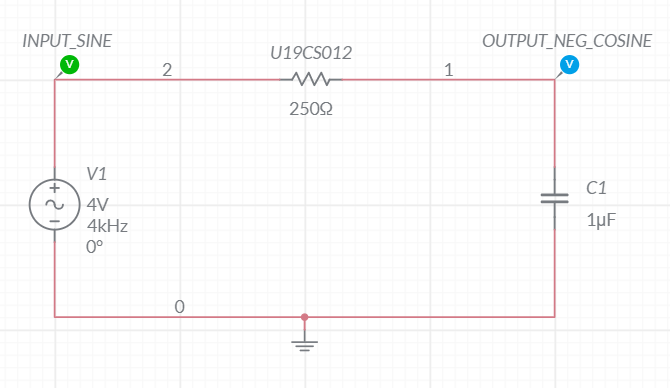 INPUT_SINE
V
2
U19CS012
250Ω
1
OUTPUT_NEG_COSINE
V
V1
4V
4kHz
0°
C1
1µF
0